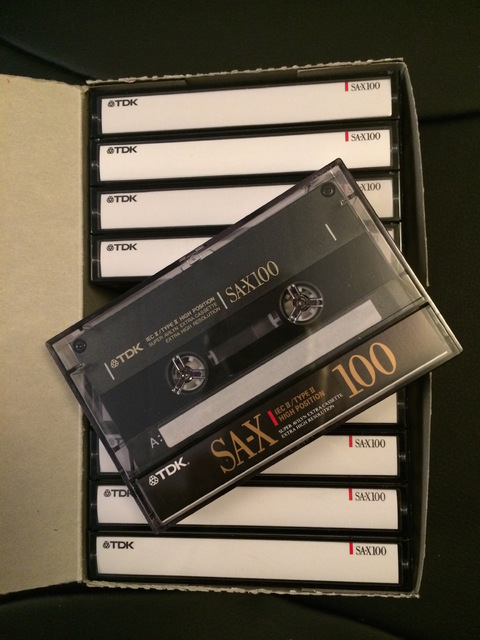 TDK SA-X100
TDK SA-X100
TDK SA-X100
TDK
TDK
IEC II/TYPE II HIGH POSITION
SUPER AVILYN EXTRA CASSETTE
EXTRA HIGH RESOLUTION
SA-X100
A:
TDK
SA-X
IEC II/TYPE II
HIGH POSITION
SUPER AVILYN EXTRA CASSETTE
EXTRA HIGH RESOLUTION
100
SA-X100
TDK SA-X100
TDK SA-X100